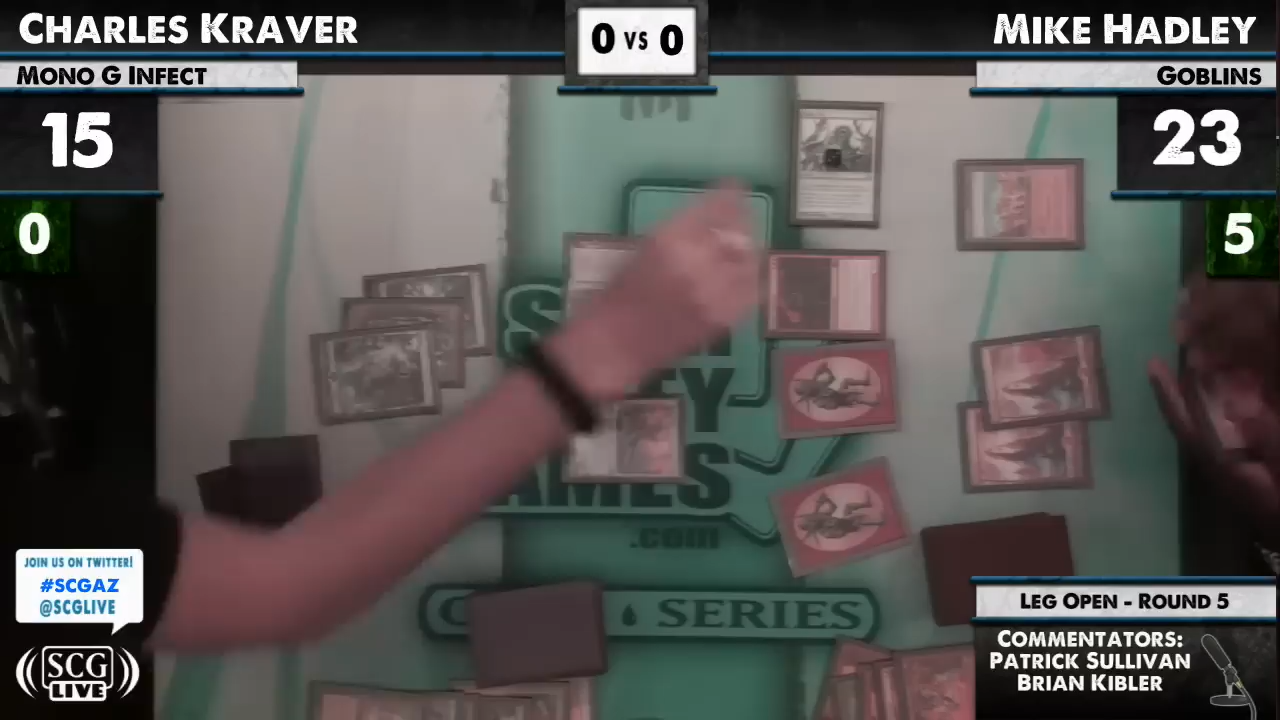 CHARLES KRAVER
0 VS 0
MIKE HADLEY
MONO G INFECT
GOBLINS
15
23
0
5
GAMES
.com
SERIES
JOIN US ON TWITTER!
#SCGAZ
@SCGLIVE
SCG
LIVE
LEG OPEN - ROUND 5
COMMENTATORS:
PATRICK SULLIVAN
BRIAN KIBLER